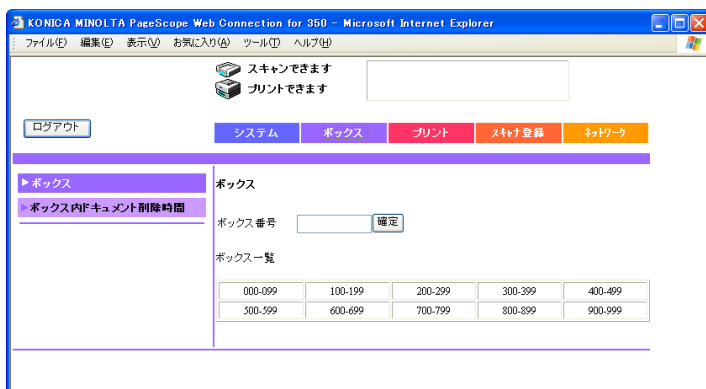 KONICA MINOLTA PageScope Web Connection for 350 - Microsoft Internet Explorer
ファイル(F) 編集(E) 表示(V) お気に入り(A) ツール(T) ヘルプ(H)
スキャンできます
プリントできます
ログアウト
システム ボックス プリント スキャナ登録 ネットワーク
ボックス
ボックス内ドキュメント削除時間
ボックス
ボックス番号 確定
ボックス一覧
000-099 100-199 200-299 300-399 400-499
500-599 600-699 700-799 800-899 900-999